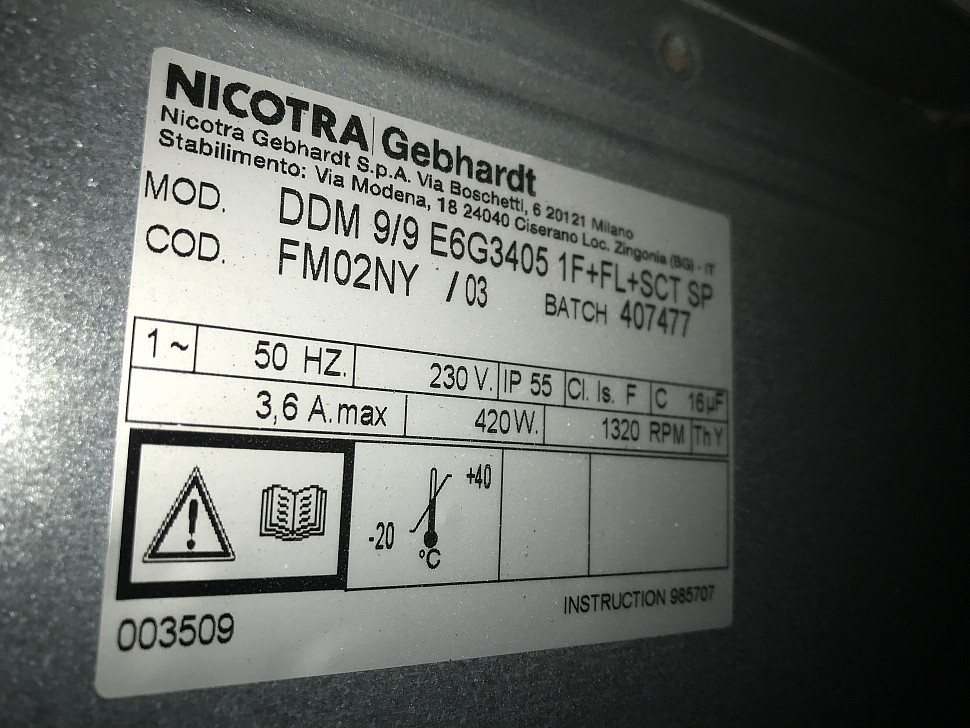 NICOTRA|Gebhardt
Nicotra Gebhardt S.p.A. Via Boschetti, 6 20121 Milano
Stabilimento: Via Modena, 18 24040 Ciserano Loc. Zingonia (BG) - IT
MOD. DDM 9/9 E6G3405 1F+FL+SCT SP
COD. FM02NY /03 BATCH 407477
1~ 50 HZ. 230 V. IP 55 Cl. Is. F C 16µF
3,6 A.max 420W. 1320 RPM Th Y
-20 +40
°C
003509 INSTRUCTION 985707